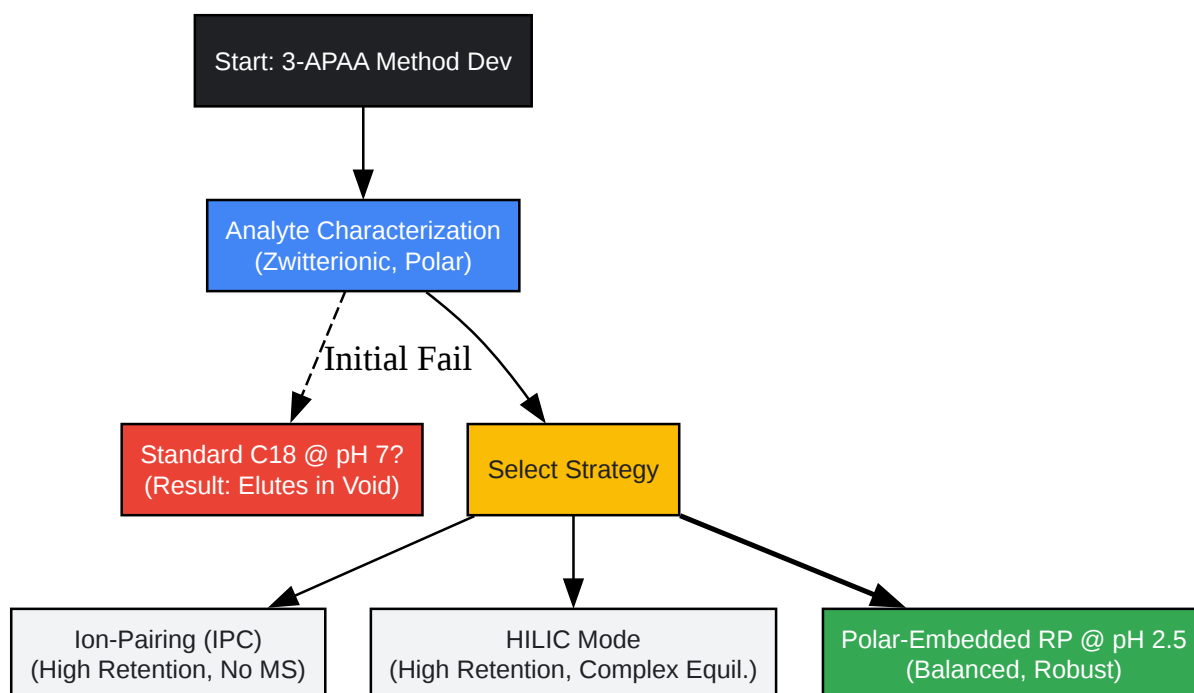 Start: 3-APAA Method Dev
Analyte Characterization
(Zwitterionic, Polar)
Initial Fail
Standard C18 @ pH 7?
(Result: Elutes in Void)
Select Strategy
Ion-Pairing (IPC)
(High Retention, No MS)
HILIC Mode
(High Retention, Complex Equil.)
Polar-Embedded RP @ pH 2.5
(Balanced, Robust)